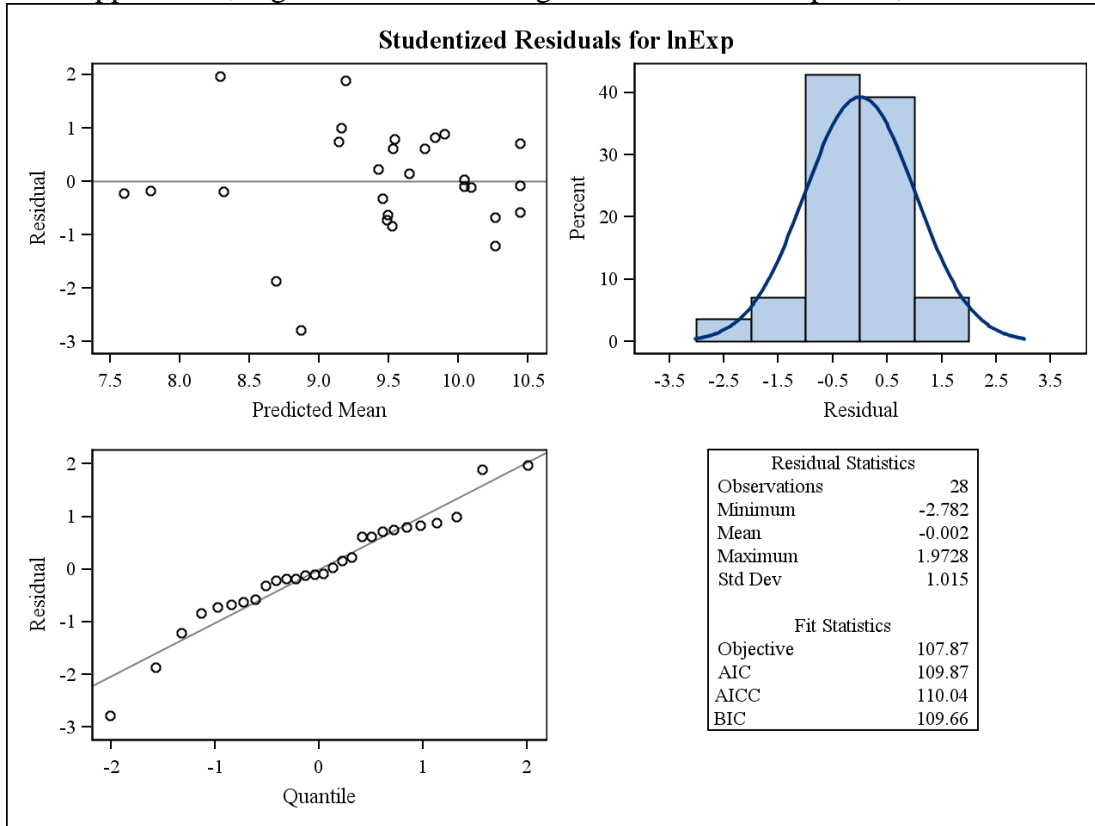 Studentized Residuals for lnExp
2
1
0
-1
-2
-3
Residual
7.5 8.0 8.5 9.0 9.5 10.0 10.5
Predicted Mean
40
30
20
10
0
Percent
-3.5 -2.5 -1.5 -0.5 0.5 1.5 2.5 3.5
Residual
2
1
0
-1
-2
-3
Residual
-2 -1 0 1 2
Quantile
Residual Statistics
Observations 28
Minimum -2.782
Mean -0.002
Maximum 1.9728
Std Dev 1.015
Fit Statistics
Objective 107.87
AIC 109.87
AICC 110.04
BIC 109.66